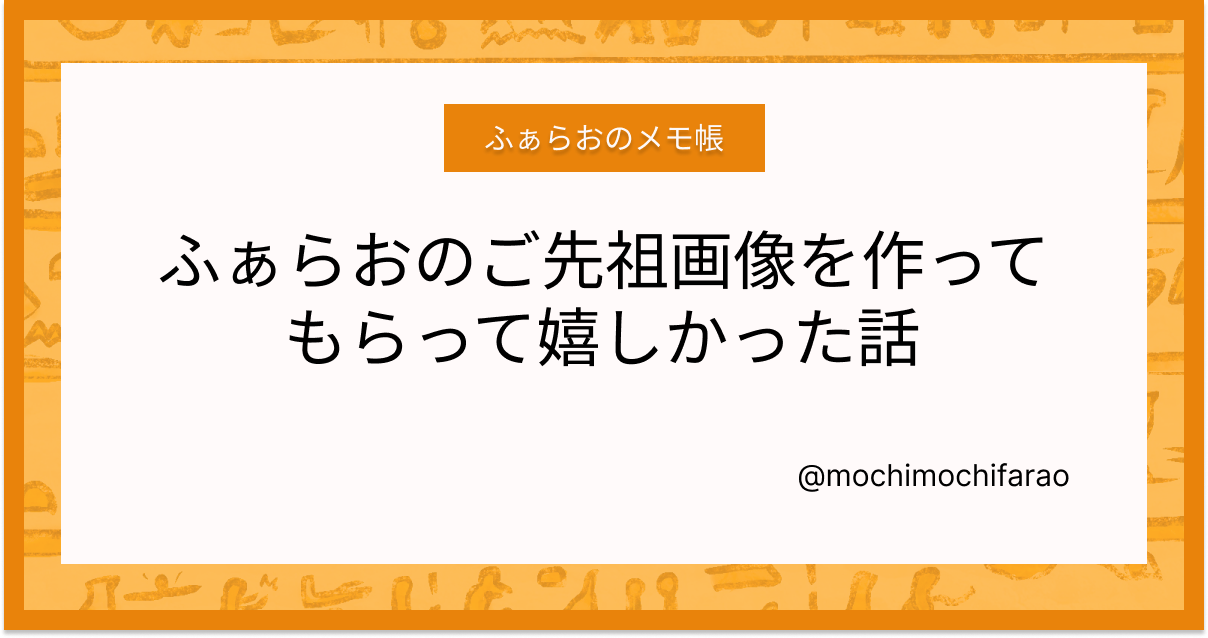 ふぁらおのメモ帳
ふぁらおのご先祖画像を作って
もらって嬉しかった話
@mochimochifarao